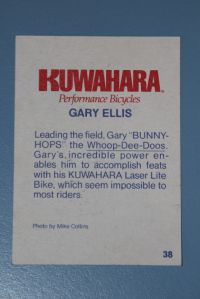 KUWAHARA
Performance Bicycles
GARY ELLIS
Leading the field, Gary "BUNNY-
HOPS" the Whoop-Dee-Doos.
Gary's, incredible power en-
ables him to accomplish feats
with his KUWAHARA Laser Lite
Bike, which seem impossible to
most riders.
Photo by Mike Collins
38